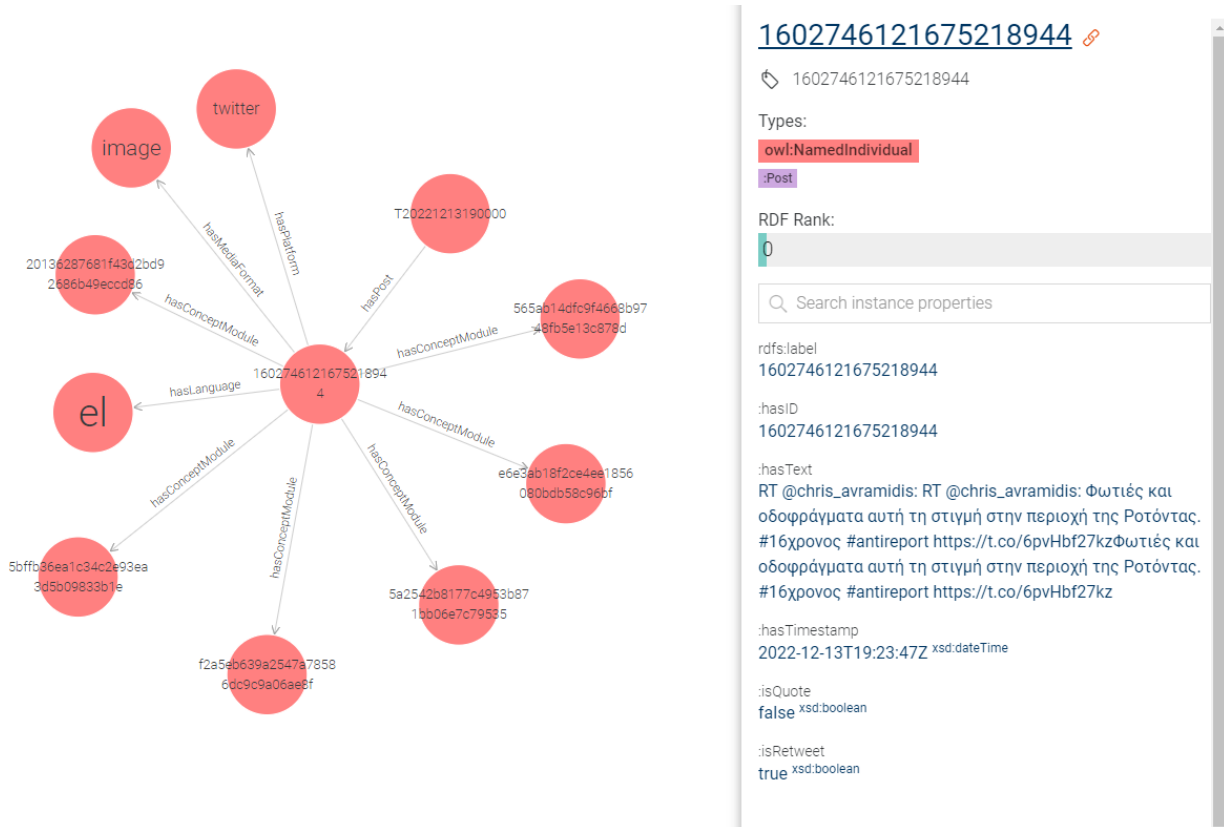 twitter
image
hasPlatform
hasMediaFormat
T20221213190000
hasPost
20136287681f43d2bd9
2686b49eccd86
hasConceptModule
565ab14dfc9f4668b97
48fb5e13c878d
hasConceptModule
160274612167521894
4
el
hasLanguage
hasConceptModule
e6e3ab18f2ce4ee1856
080bdb58c96bf
hasConceptModule
hasConceptModule
hasConceptModule
5bffb36ea1c34c2e93ea
3d5b09833b1e
5a2542b8177c4953b87
1bb06e7c79535
f2a5eb639a2547a7858
6dc9c9a06ae8f
1602746121675218944
1602746121675218944
Types:
owl:NamedIndividual
:Post
RDF Rank:
0
Search instance properties
rdfs:label
1602746121675218944
:hasID
1602746121675218944
:hasText
RT @chris_avramidis: RT @chris_avramidis: Φωτιές και
οδοφράγματα αυτή τη στιγμή στην περιοχή της Ροτόντας.
#16χρονος #antireport https://t.co/6pvHbf27kzΦωτιές και
οδοφράγματα αυτή τη στιγμή στην περιοχή της Ροτόντας.
#16χρονος #antireport https://t.co/6pvHbf27kz
:hasTimestamp
2022-12-13T19:23:47Z xsd:dateTime
:isQuote
false xsd:boolean
:isRetweet
true xsd:boolean